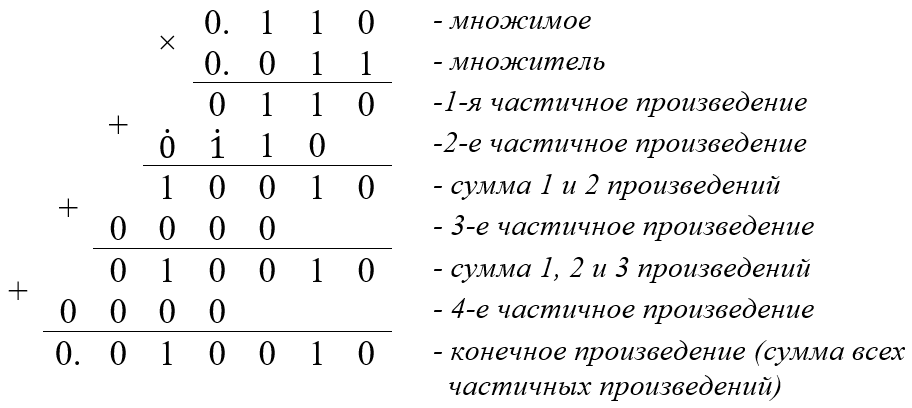 × 0. 1 1 0 - множимое
0. 0 1 1 - множитель
0 1 1 0 -1-я частичное произведение
+ 0̇ 1̇ 1 0 -2-е частичное произведение
1 0 0 1 0 - сумма 1 и 2 произведений
+ 0 0 0 0 - 3-е частичное произведение
0 1 0 0 1 0 - сумма 1, 2 и 3 произведений
+ 0 0 0 0 - 4-е частичное произведение
0. 0 1 0 0 1 0 - конечное произведение (сумма всех
частичных произведений)